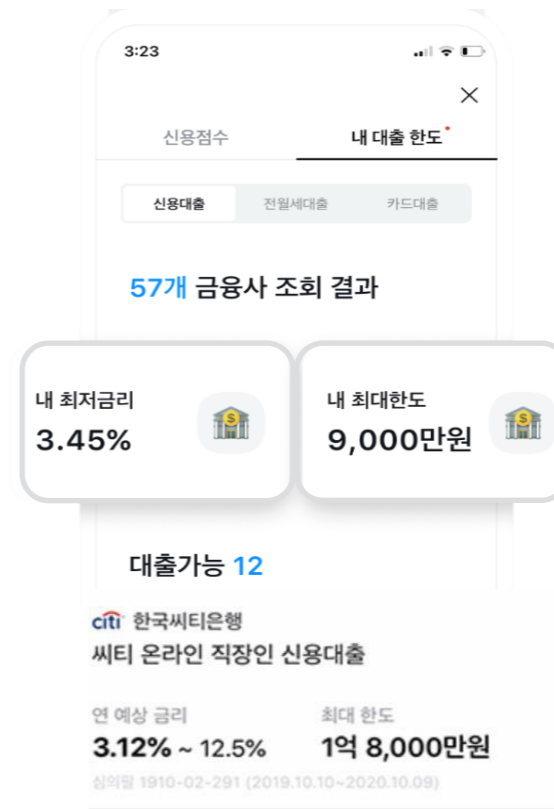 3:23
신용점수 내 대출 한도
신용대출 전월세대출 카드대출
57개 금융사 조회 결과
내 최저금리
3.45%
내 최대한도
9,000만원
대출가능 12
citi 한국씨티은행
씨티 온라인 직장인 신용대출
연 예상 금리 최대 한도
3.12% ~ 12.5% 1억 8,000만원
심의필 1910-02-291 (2019.10.10~2020.10.09)